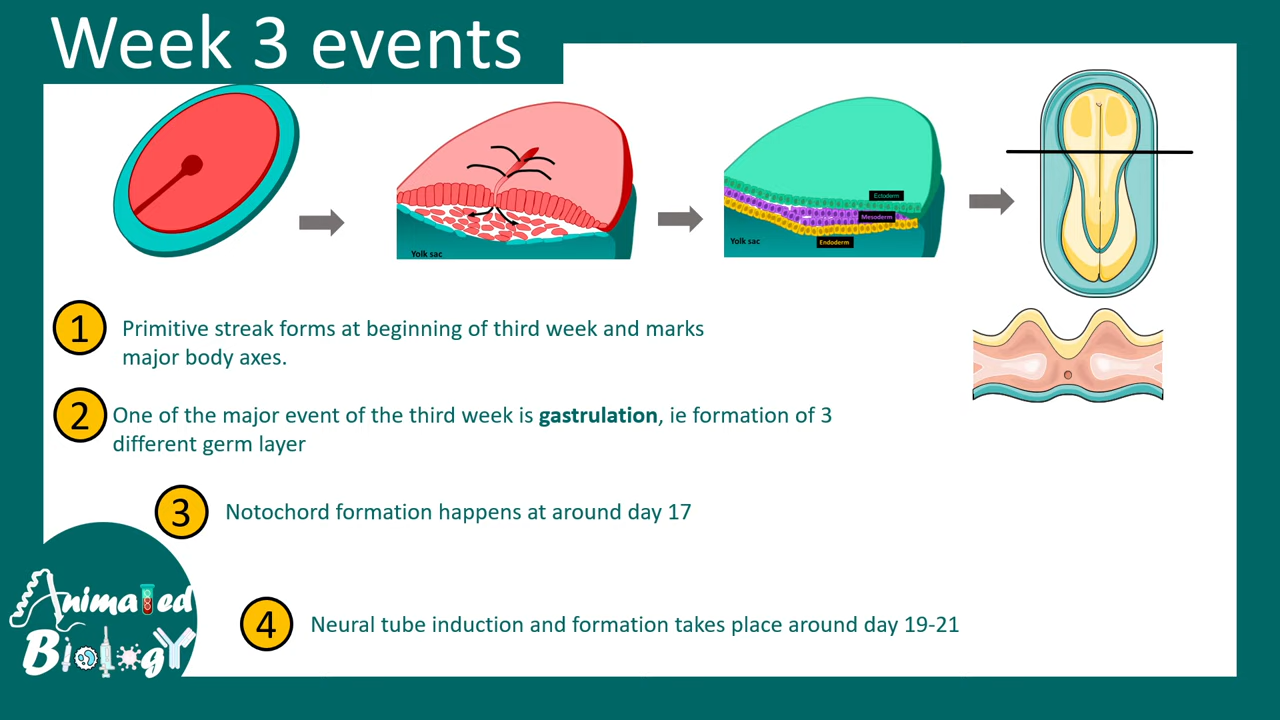 Week 3 events
Yolk sac
Ectoderm
Mesoderm
Endoderm
Yolk sac
1 Primitive streak forms at beginning of third week and marks
major body axes.
2 One of the major event of the third week is gastrulation, ie formation of 3
different germ layer
3 Notochord formation happens at around day 17
4 Neural tube induction and formation takes place around day 19-21
Animated
Biology